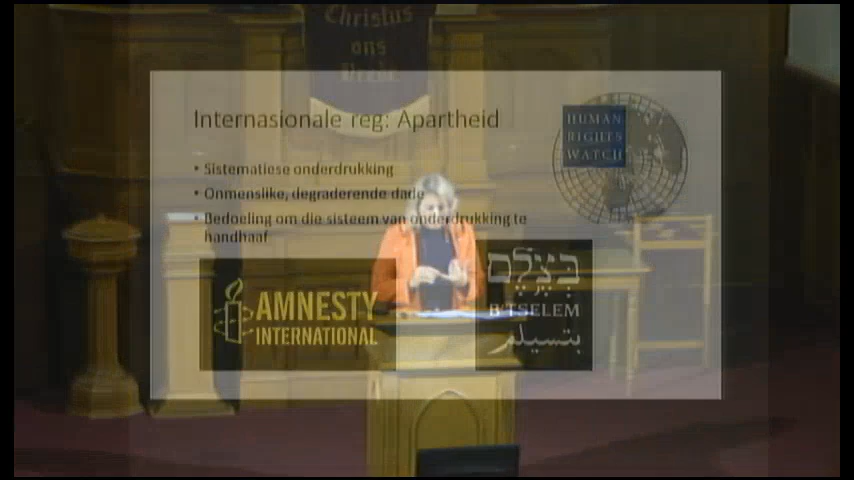 Christus
ons
Vrede
Internasionale reg: Apartheid
HUMAN
RIGHTS
WATCH
• Sistematiese onderdrukking
• Onmenslike, degraderende dade
• Bedoeling om die sisteem van onderdrukking te
handhaaf
AMNESTY
INTERNATIONAL
בצלם
B'TSELEM
بتسيلم